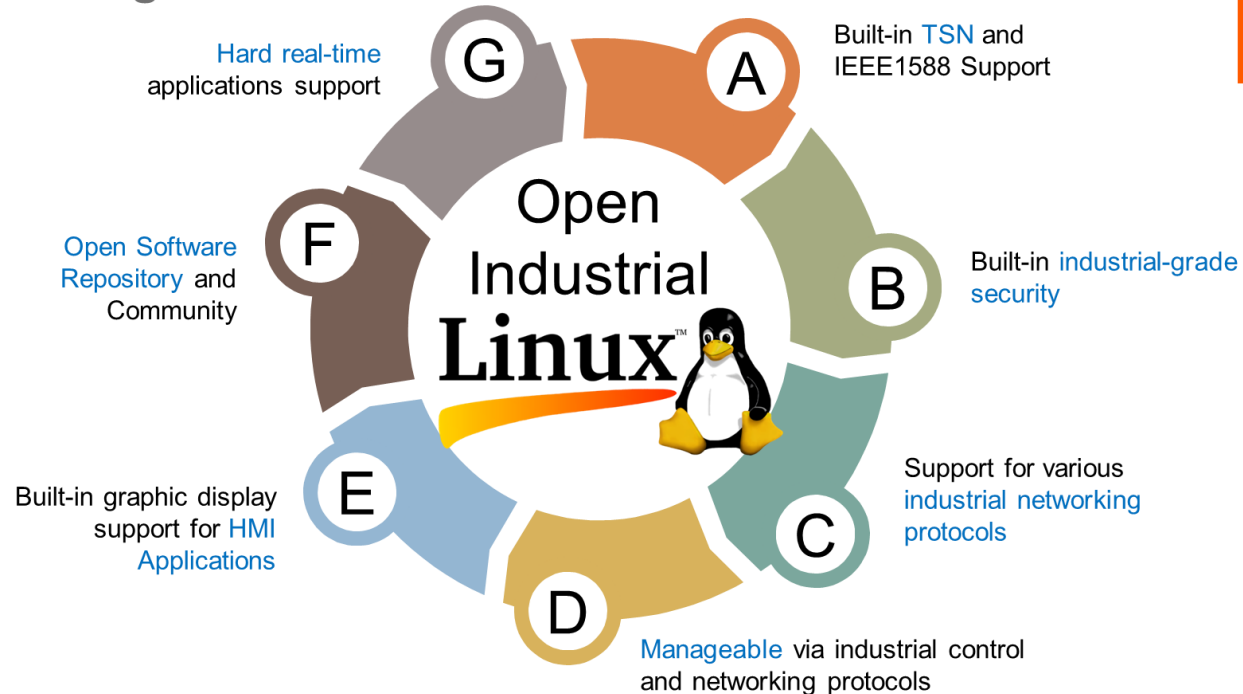 G
Hard real-time
applications support
A
Built-in TSN and
IEEE1588 Support
B
Built-in industrial-grade
security
C
Support for various
industrial networking
protocols
D
Manageable via industrial control
and networking protocols
E
Built-in graphic display
support for HMI
Applications
F
Open Software
Repository and
Community
Open
Industrial
Linux™